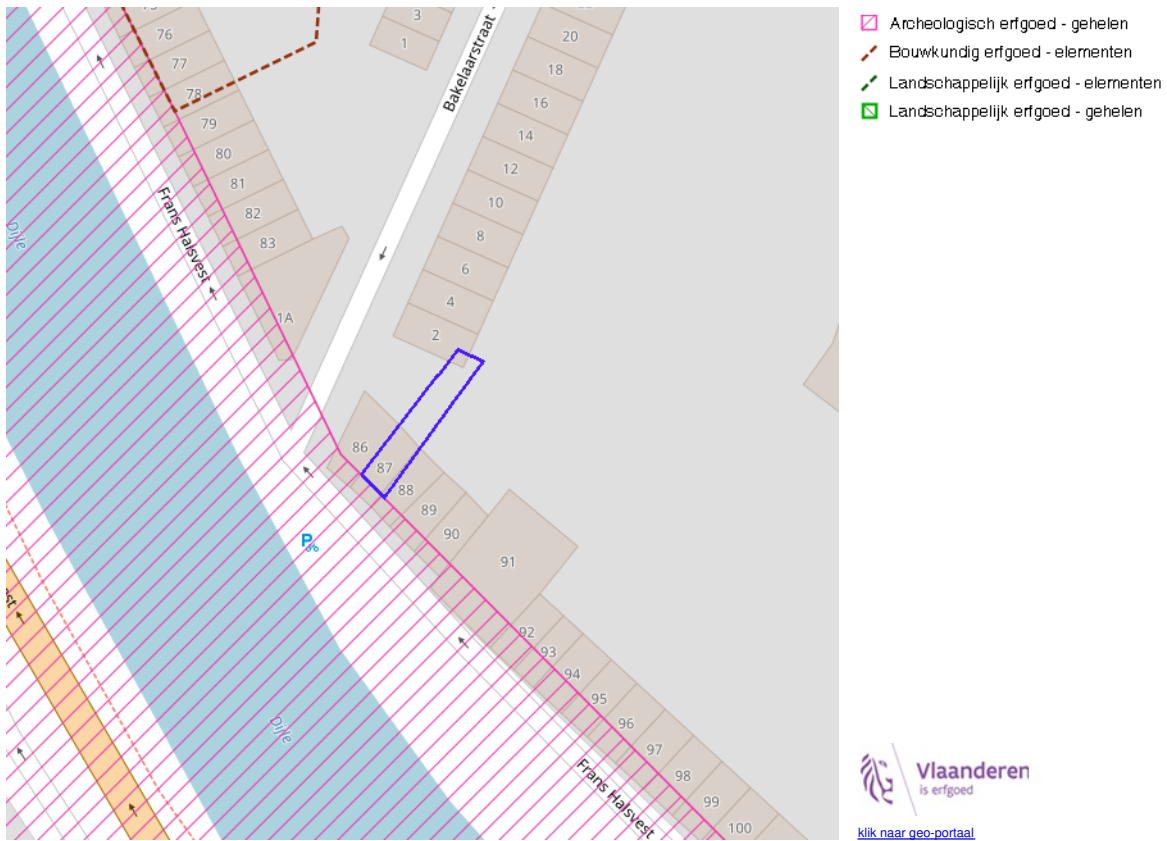 Archeologisch erfgoed - gehelen
Bouwkundig erfgoed - elementen
Landschappelijk erfgoed - elementen
Landschappelijk erfgoed - gehelen
3
1
76
77
78
79
80
81
82
83
1A
Bakelaarstraat
20
18
16
14
12
10
8
6
4
2
Frans Halsvest
Dijle
86
87
88
89
90
91
92
93
94
95
96
97
98
99
100
P
Dijle
Frans Halsvest
Vlaanderen
is erfgoed
klik naar geo-portaal